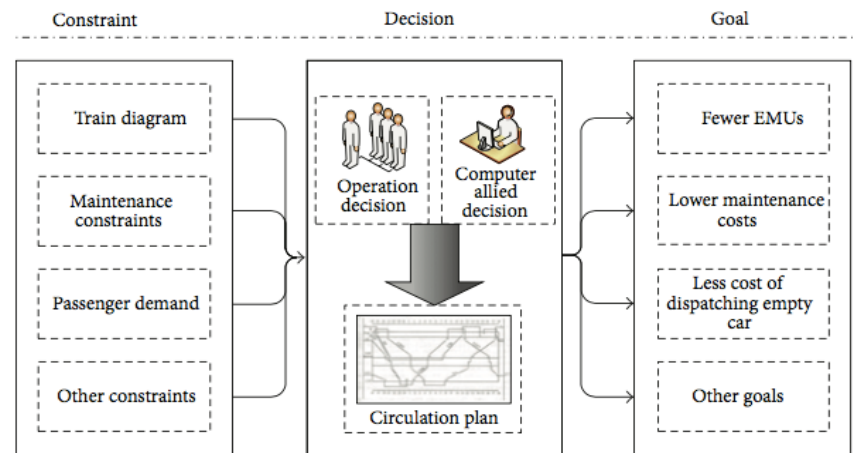 Constraint
Decision
Goal
Train diagram
Maintenance
constraints
Passenger demand
Other constraints
Operation
decision
Computer
allied
decision
Circulation plan
Fewer EMUs
Lower maintenance
costs
Less cost of
dispatching empty
car
Other goals